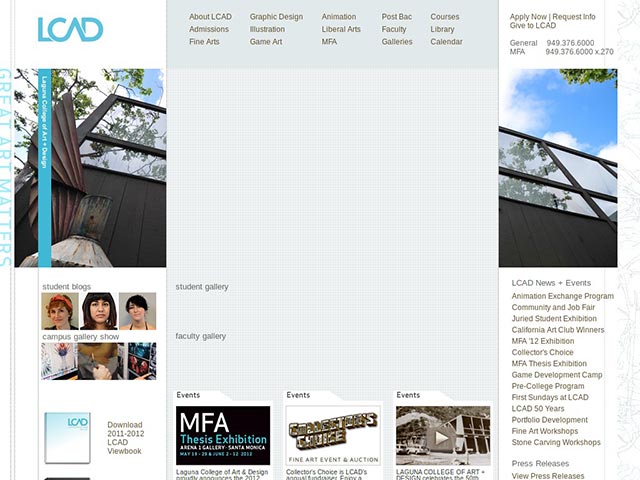 LCAD
About LCAD
Graphic Design
Animation
Post Bac
Courses
Admissions
Illustration
Liberal Arts
Faculty
Library
Fine Arts
Game Art
MFA
Galleries
Calendar
Apply Now | Request Info
Give to LCAD
General 949.376.6000
MFA 949.376.6000 x.270
GREAT ART MATTERS
Laguna College of Art + Design
student blogs
campus gallery show
LCAD
Download
2011-2012
LCAD
Viewbook
student gallery
faculty gallery
Events
MFA
Thesis Exhibition
ARENA 1 GALLERY - SANTA MONICA
MAY 19 - 29 & JUNE 2 - 12 2012
Laguna College of Art & Design
proudly announces the 2012
Events
COLLECTOR'S
CHOICE
FINE ART EVENT & AUCTION
Collector's Choice is LCAD's
annual fundraiser. Enjoy a
Events
LAGUNA COLLEGE OF ART +
DESIGN celebrates the 50th
LCAD News + Events
Animation Exchange Program
Community and Job Fair
Juried Student Exhibition
California Art Club Winners
MFA '12 Exhibition
Collector's Choice
MFA Thesis Exhibition
Game Development Camp
Pre-College Program
First Sundays at LCAD
LCAD 50 Years
Portfolio Development
Fine Art Workshops
Stone Carving Workshops
Press Releases
View Press Releases